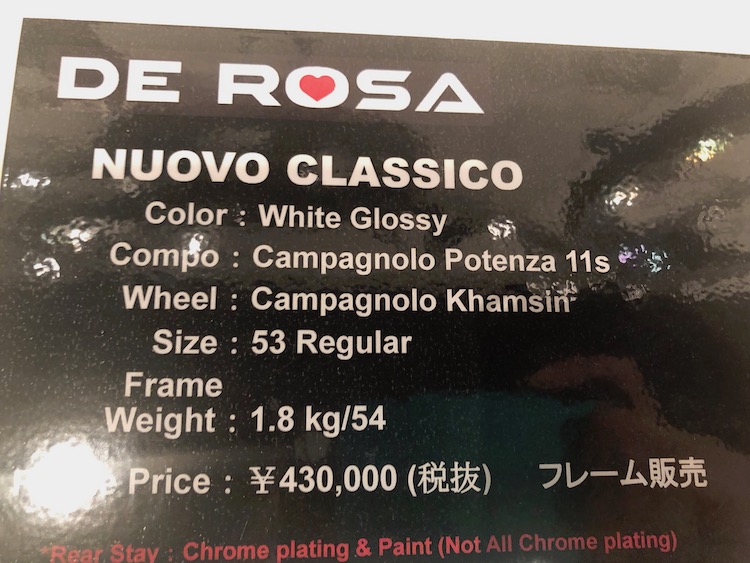 DE ROSA
NUOVO CLASSICO
Color : White Glossy
Compo : Campagnolo Potenza 11s
Wheel : Campagnolo Khamsin
Size : 53 Regular
Frame
Weight : 1.8 kg/54
Price : ¥430,000 (税抜) フレーム販売
*Rear Stay : Chrome plating & Paint (Not All Chrome plating)